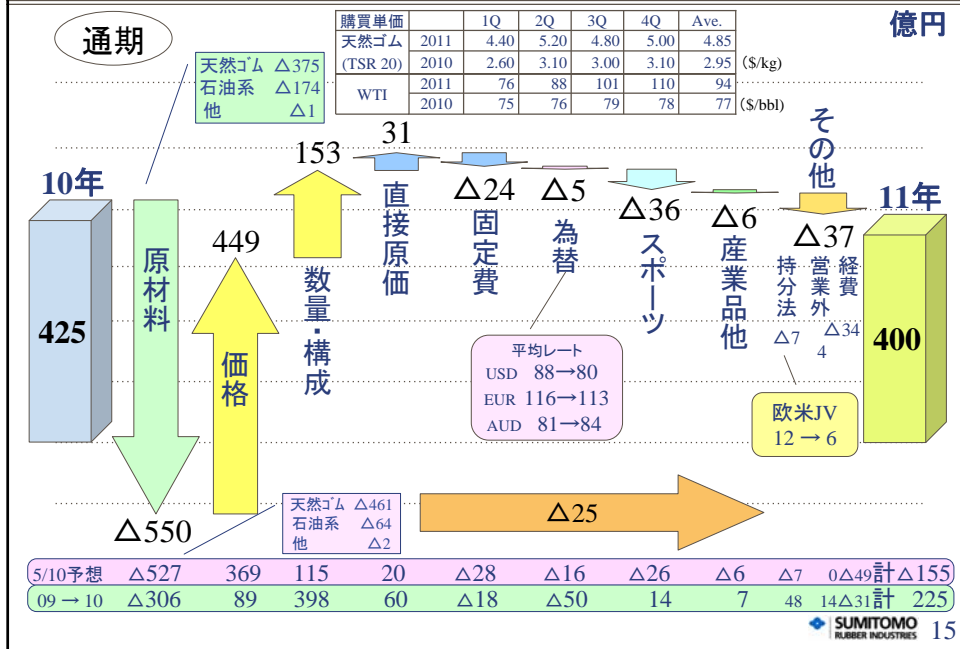 通期
億円
購買単価 1Q 2Q 3Q 4Q Ave.
天然ゴム 2011 4.40 5.20 4.80 5.00 4.85
(TSR 20) 2010 2.60 3.10 3.00 3.10 2.95 ($/kg)
WTI 2011 76 88 101 110 94
2010 75 76 79 78 77 ($/bbl)
天然ｺﾞﾑ △375
石油系 △174
他 △1
10年
425
原材料
△550
449
価格
153
数量・構成
31
直接原価
△24
固定費
△5
為替
△36
スポーツ
△6
産業品他
その他
△37
持分法
△7
営業外
4
経費
△34
11年
400
平均レート
USD 88→80
EUR 116→113
AUD 81→84
欧米JV
12 → 6
天然ｺﾞﾑ △461
石油系 △64
他 △2
△25
5/10予想 △527 369 115 20 △28 △16 △26 △6 △7 0△49計△155
09 → 10 △306 89 398 60 △18 △50 14 7 48 14△31計 225
SUMITOMO
RUBBER INDUSTRIES
15